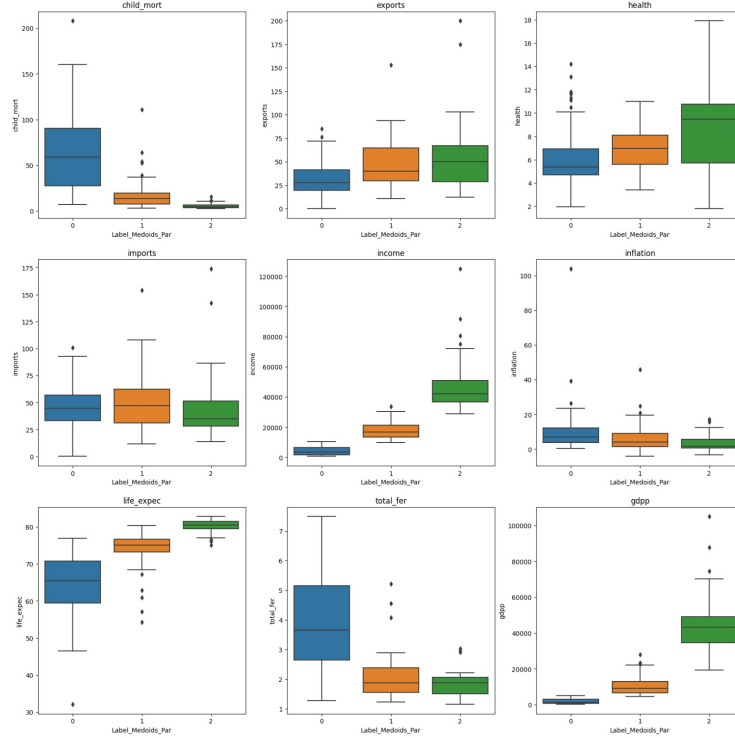 child_mort
child_mort
200
150
100
50
0
0 1 2
Label_Medoids_Par
exports
exports
200
175
150
125
100
75
50
25
0
0 1 2
Label_Medoids_Par
health
health
18
16
14
12
10
8
6
4
2
0 1 2
Label_Medoids_Par
imports
imports
175
150
125
100
75
50
25
0
0 1 2
Label_Medoids_Par
income
income
120000
100000
80000
60000
40000
20000
0
0 1 2
Label_Medoids_Par
inflation
inflation
100
80
60
40
20
0
0 1 2
Label_Medoids_Par
life_expec
life_expec
80
70
60
50
40
30
0 1 2
Label_Medoids_Par
total_fer
total_fer
7
6
5
4
3
2
1
0 1 2
Label_Medoids_Par
gdpp
gdpp
100000
80000
60000
40000
20000
0
0 1 2
Label_Medoids_Par